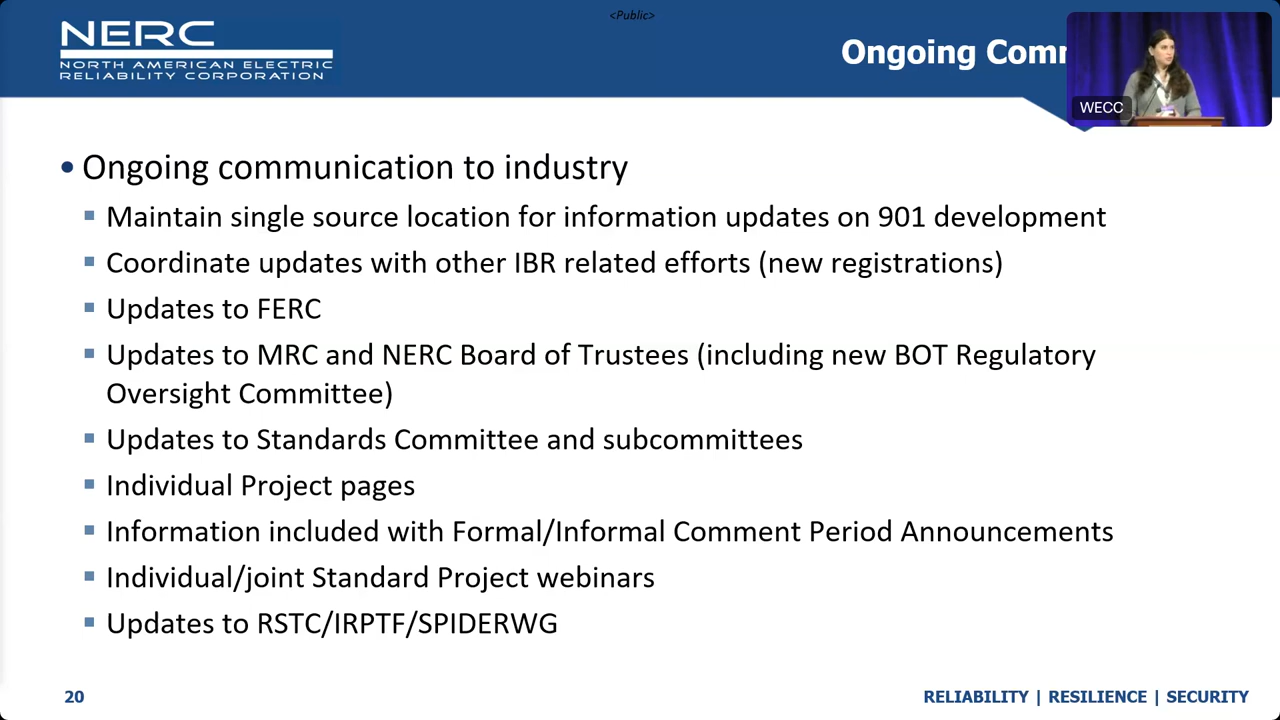 <Public>
NERC
NORTH AMERICAN ELECTRIC
RELIABILITY CORPORATION
Ongoing
WECC
• Ongoing communication to industry
▪ Maintain single source location for information updates on 901 development
▪ Coordinate updates with other IBR related efforts (new registrations)
▪ Updates to FERC
▪ Updates to MRC and NERC Board of Trustees (including new BOT Regulatory
Oversight Committee)
▪ Updates to Standards Committee and subcommittees
▪ Individual Project pages
▪ Information included with Formal/Informal Comment Period Announcements
▪ Individual/joint Standard Project webinars
▪ Updates to RSTC/IRPTF/SPIDERWG
20
RELIABILITY | RESILIENCE | SECURITY